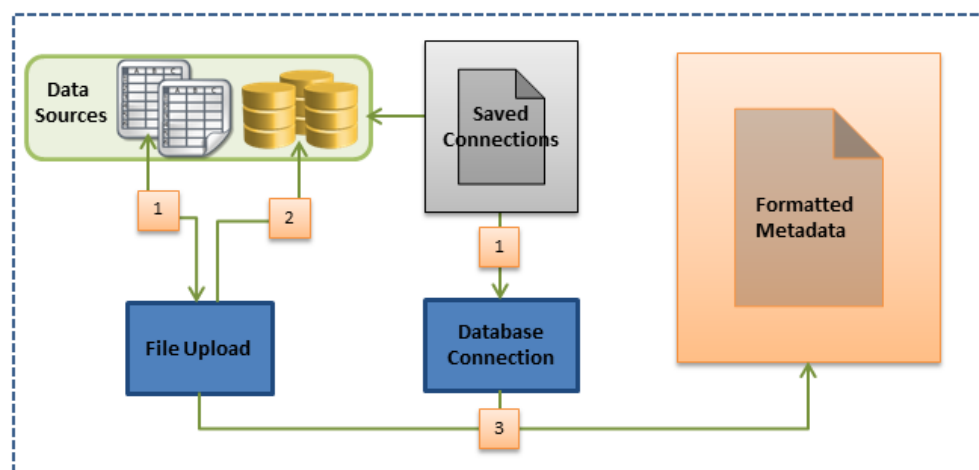 Data
Sources
A B C
A B C
Saved
Connections
1
2
1
Formatted
Metadata
File Upload
Database
Connection
3